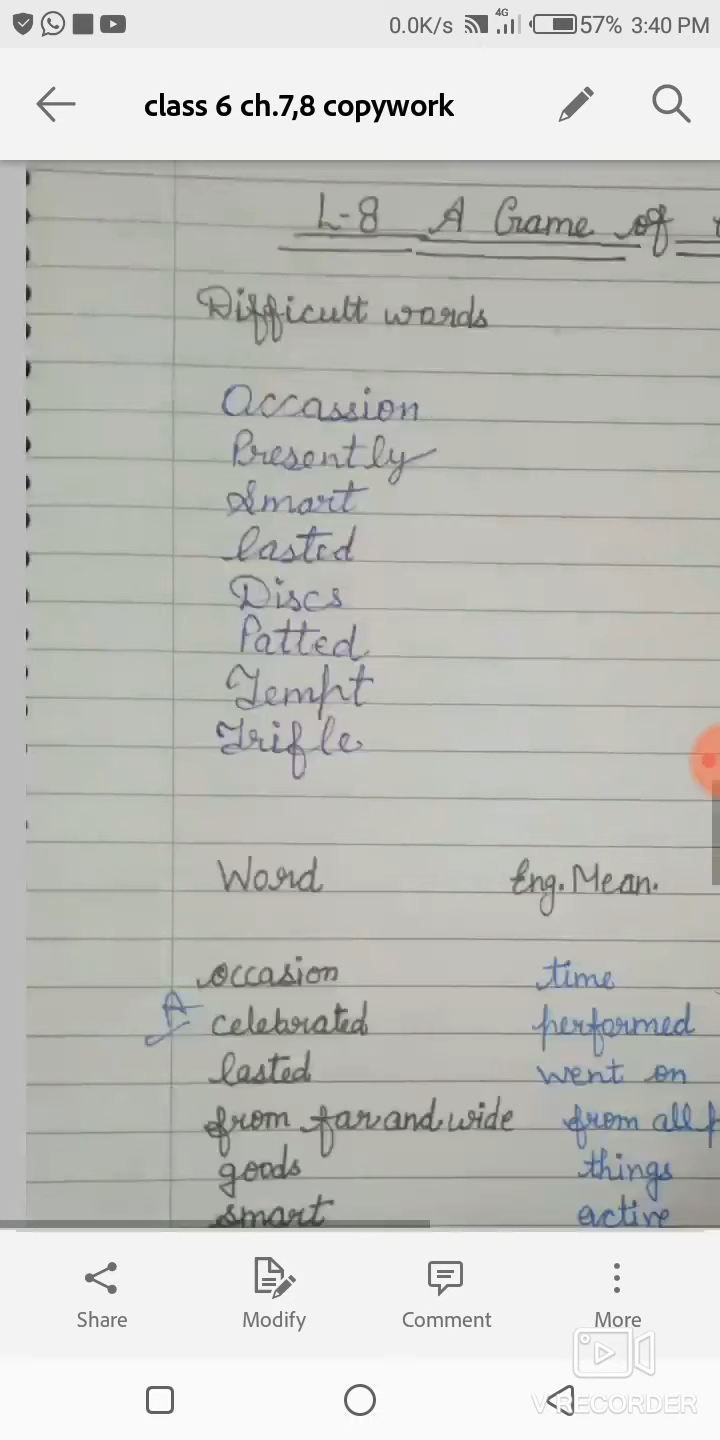 0.0K/s 4G 57% 3:40 PM
class 6 ch.7,8 copywork
L-8 A Game of
Difficult words
Occassion
Presently
Smart
lasted
Discs
Patted
Tempt
Trifle
Word Eng. Mean.
occasion time
celebrated performed
lasted went on
from far and wide from all
goods things
smart active
Share Modify Comment More
V RECORDER